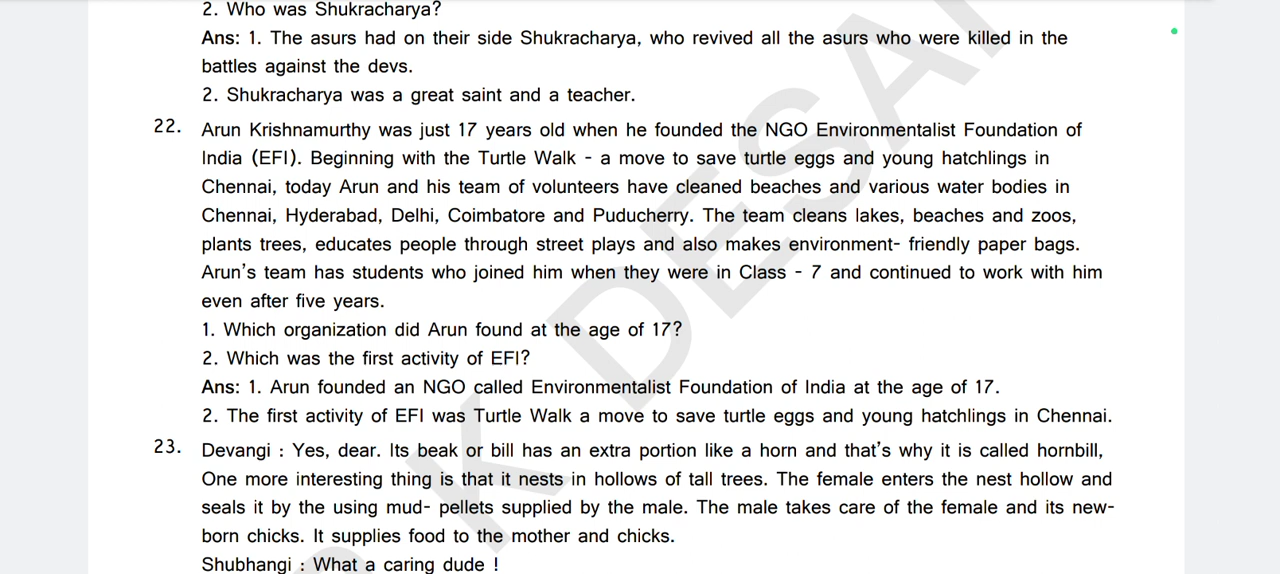 2. Who was Shukracharya?
Ans: 1. The asurs had on their side Shukracharya, who revived all the asurs who were killed in the
battles against the devs.
2. Shukracharya was a great saint and a teacher.
22. Arun Krishnamurthy was just 17 years old when he founded the NGO Environmentalist Foundation of
India (EFI). Beginning with the Turtle Walk - a move to save turtle eggs and young hatchlings in
Chennai, today Arun and his team of volunteers have cleaned beaches and various water bodies in
Chennai, Hyderabad, Delhi, Coimbatore and Puducherry. The team cleans lakes, beaches and zoos,
plants trees, educates people through street plays and also makes environment- friendly paper bags.
Arun's team has students who joined him when they were in Class - 7 and continued to work with him
even after five years.
1. Which organization did Arun found at the age of 17?
2. Which was the first activity of EFI?
Ans: 1. Arun founded an NGO called Environmentalist Foundation of India at the age of 17.
2. The first activity of EFI was Turtle Walk a move to save turtle eggs and young hatchlings in Chennai.
23. Devangi : Yes, dear. Its beak or bill has an extra portion like a horn and that's why it is called hornbill,
One more interesting thing is that it nests in hollows of tall trees. The female enters the nest hollow and
seals it by the using mud- pellets supplied by the male. The male takes care of the female and its new-
born chicks. It supplies food to the mother and chicks.
Shubhangi : What a caring dude !
K DESAI